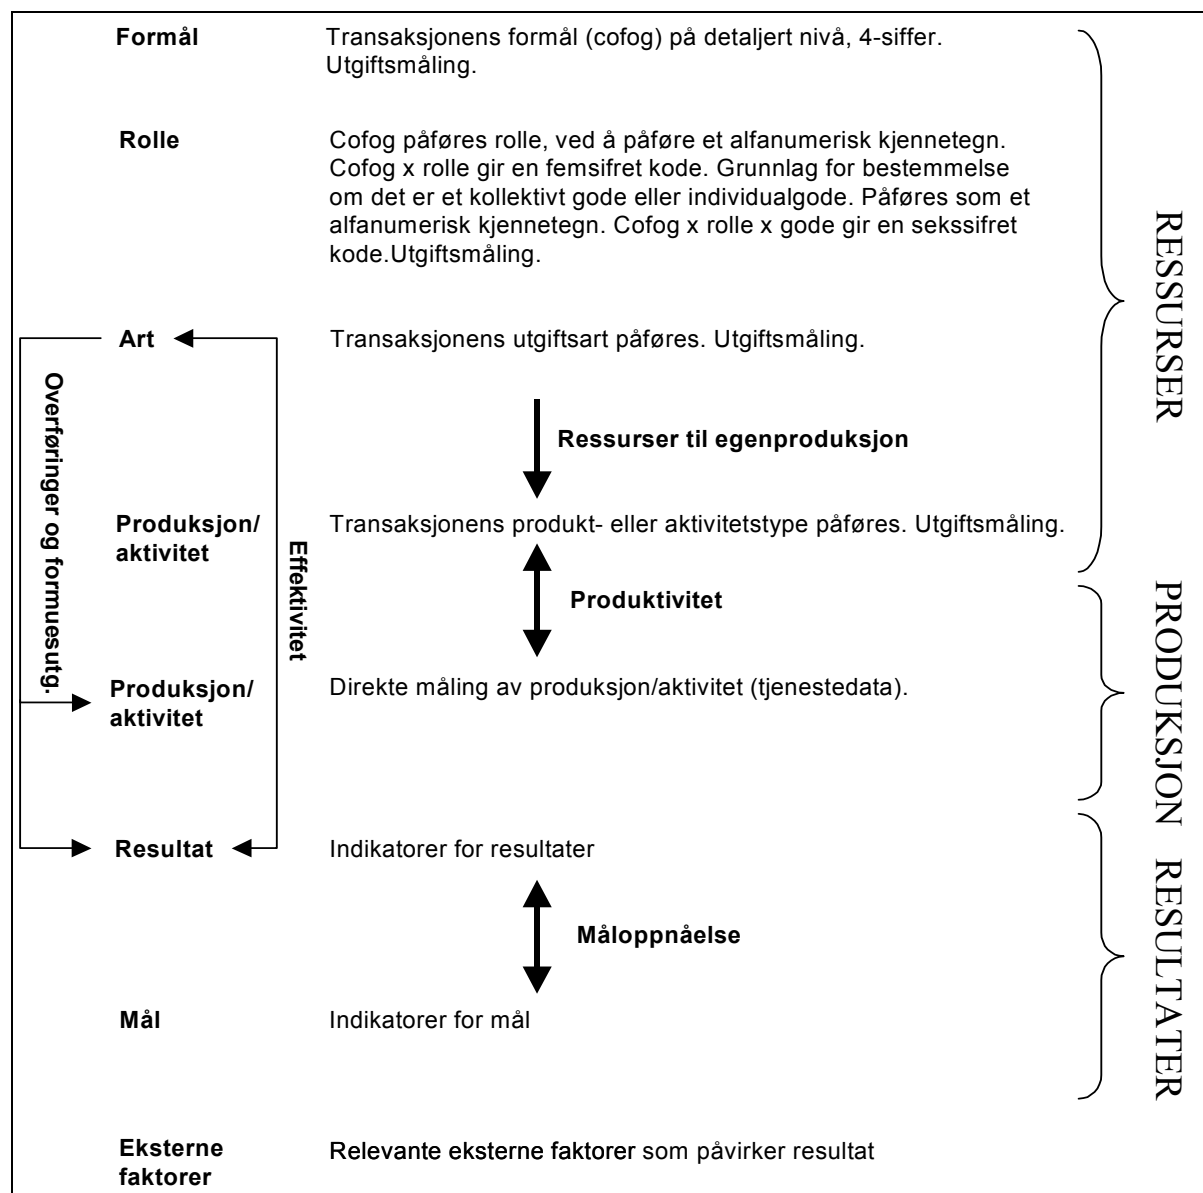 Formål
Transaksjonens formål (cofog) på detaljert nivå, 4-siffer.
Utgiftsmåling.
Rolle
Cofog påføres rolle, ved å påføre et alfanumerisk kjennetegn.
Cofog x rolle gir en femsifret kode. Grunnlag for bestemmelse
om det er et kollektivt gode eller individualgode. Påføres som et
alfanumerisk kjennetegn. Cofog x rolle x gode gir en sekssifret
kode.Utgiftsmåling.
RESSURSER
Art
Transaksjonens utgiftsart påføres. Utgiftsmåling.
Overføringer og formuesutg.
Effektivitet
Ressurser til egenproduksjon
Produksjon/
aktivitet
Transaksjonens produkt- eller aktivitetstype påføres. Utgiftsmåling.
Produktivitet
PRODUKSJON
Produksjon/
aktivitet
Direkte måling av produksjon/aktivitet (tjenestedata).
Resultat
Indikatorer for resultater
Måloppnåelse
RESULTATER
Mål
Indikatorer for mål
Eksterne
faktorer
Relevante eksterne faktorer som påvirker resultat